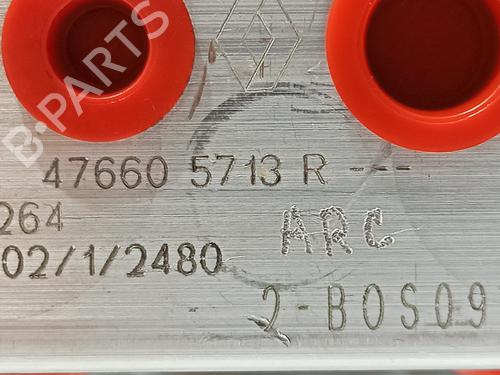 B-PARTS
H
47660 5713 R ---
264
02/1/2480
ARC
2-BOS09